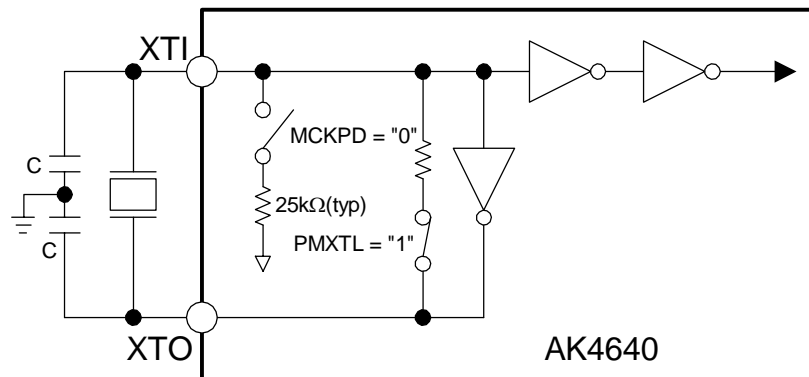 XTI
MCKPD = "0"
C
25kΩ(typ)
PMXTL = "1"
C
XTO
AK4640